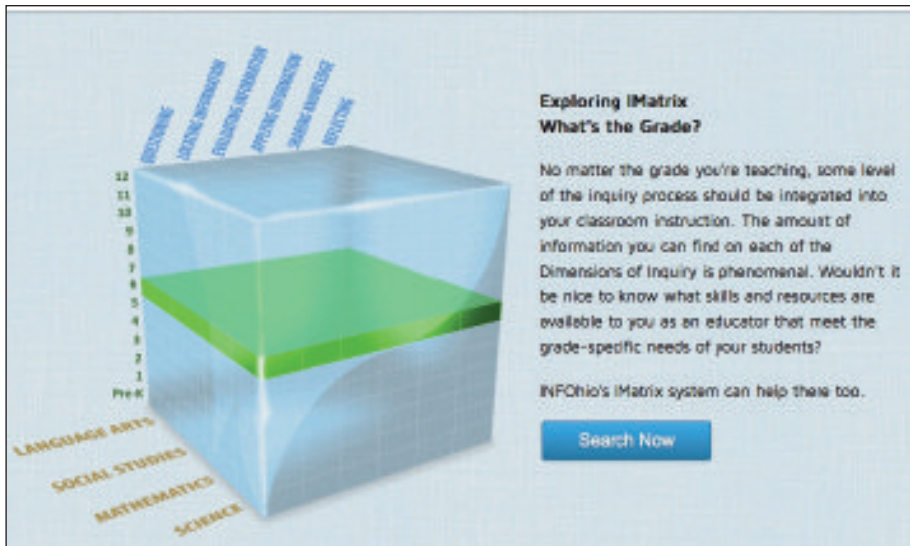 QUESTIONING
LOCATING INFORMATION
EVALUATING INFORMATION
APPLYING INFORMATION
SHARING KNOWLEDGE
REFLECTING
12
11
10
9
8
7
6
5
4
3
2
1
Pre-K
LANGUAGE ARTS
SOCIAL STUDIES
MATHEMATICS
SCIENCE
Exploring IMatrix
What's the Grade?
No matter the grade you're teaching, some level
of the inquiry process should be integrated into
your classroom instruction. The amount of
information you can find on each of the
Dimensions of Inquiry is phenomenal. Wouldn't it
be nice to know what skills and resources are
available to you as an educator that meet the
grade-specific needs of your students?
INFOhio's IMatrix system can help there too.
Search Now